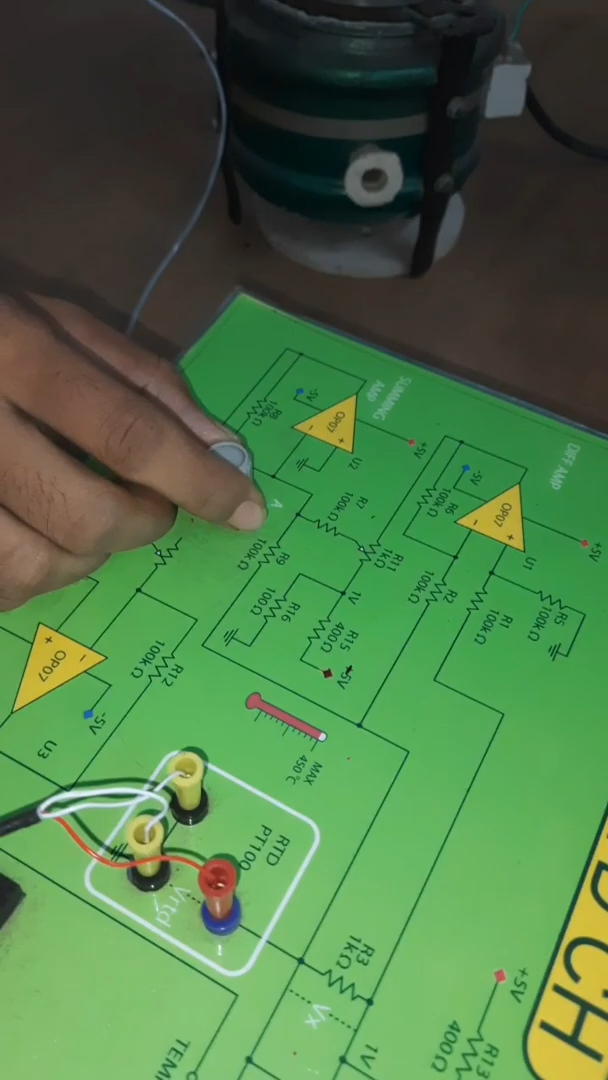 SUMMING
AMP
DIFF AMP
-5V
R8
100KΩ
OP07
U2
+5V
-5V
R6
100KΩ
OP07
U1
+5V
A
R7
100KΩ
R9
100KΩ
R11
1KΩ
R2
100KΩ
R1
100KΩ
R5
100KΩ
1V
R16
100Ω
R15
400Ω
+5V
R12
100KΩ
OP07
-5V
U3
MAX
450°C
RTD
PT100
Vrtd
R3
1KΩ
Vx
1V
+5V
R13
400Ω